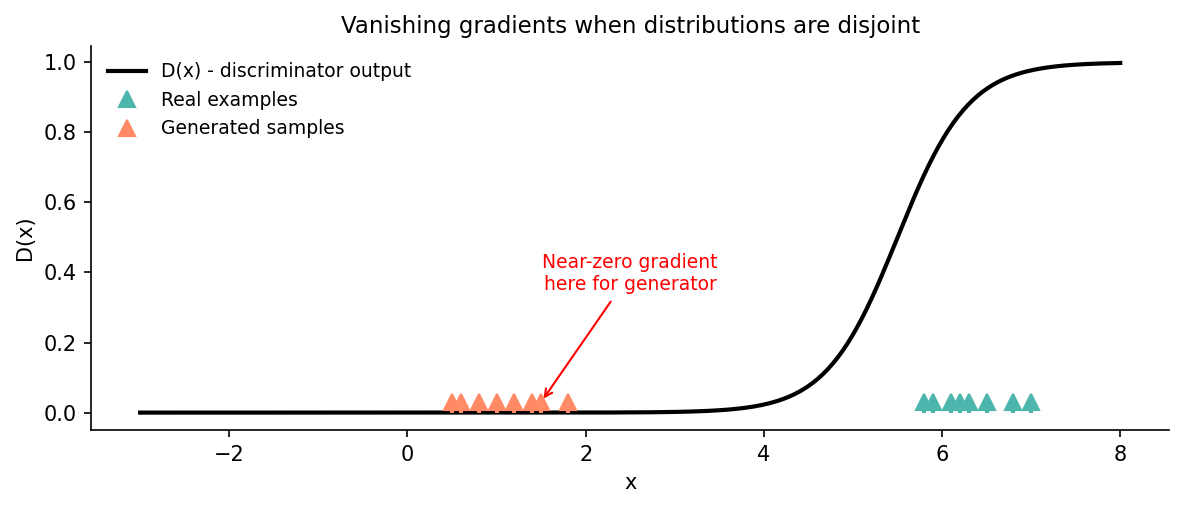 Vanishing gradients when distributions are disjoint
D(x) - discriminator output
Real examples
Generated samples
Near-zero gradient
here for generator
D(x)
1.0
0.8
0.6
0.4
0.2
0.0
−2
0
2
4
6
8
x